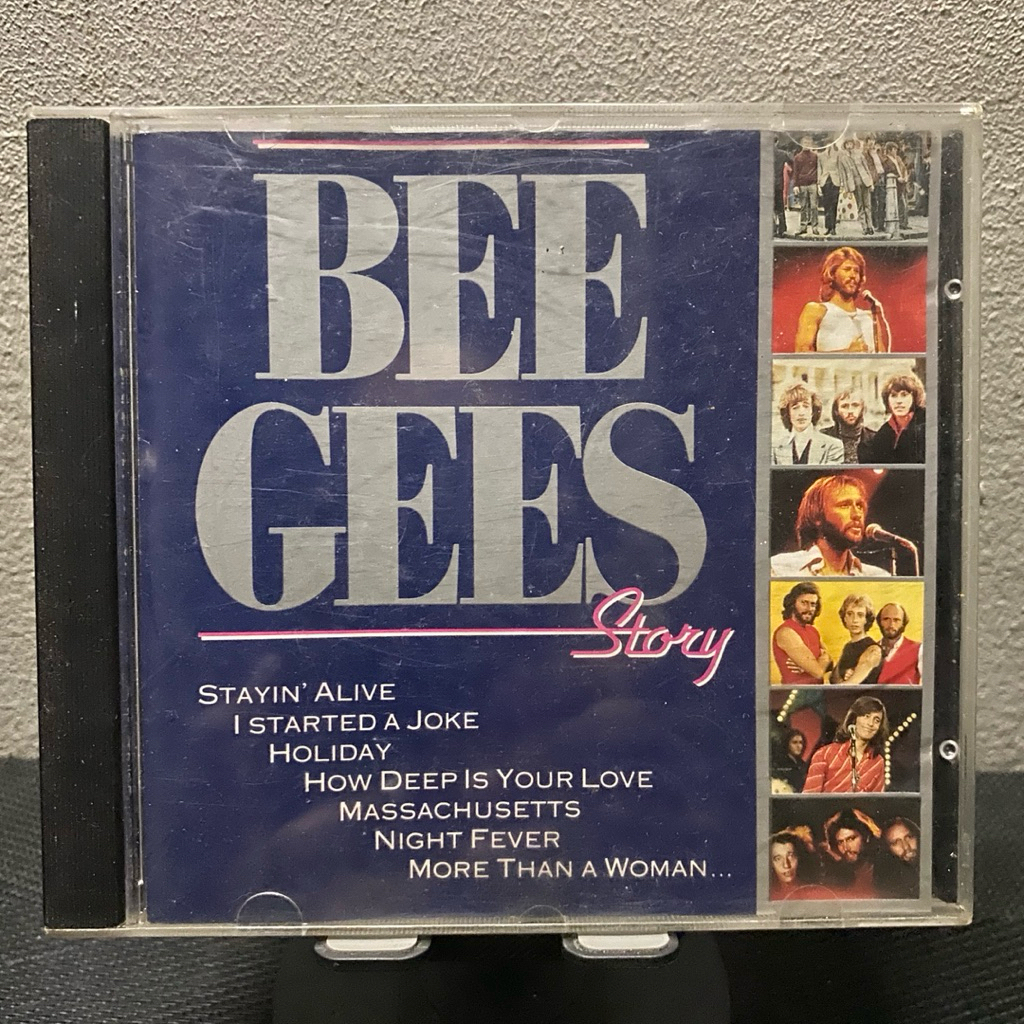 BEE
GEES
Story
STAYIN' ALIVE
I STARTED A JOKE
HOLIDAY
HOW DEEP IS YOUR LOVE
MASSACHUSETTS
NIGHT FEVER
MORE THAN A WOMAN...